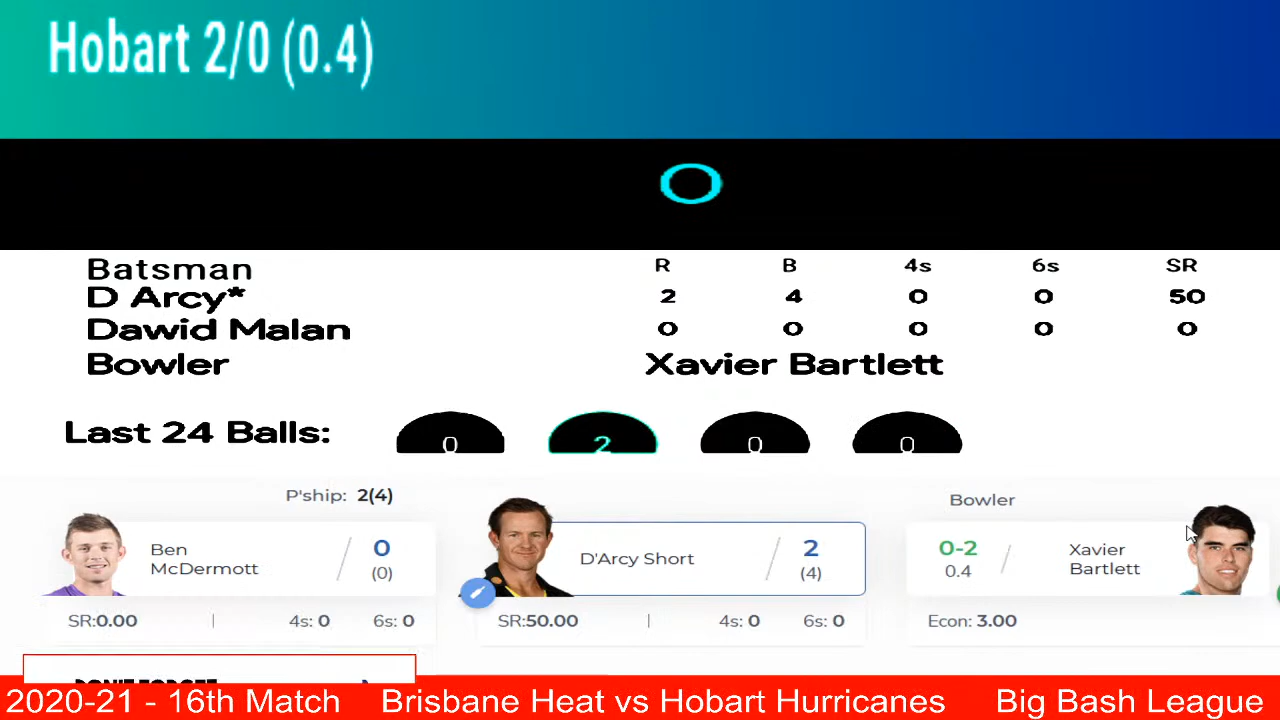 Hobart 2/0 (0.4)
0
Batsman R B 4s 6s SR
D Arcy* 2 4 0 0 50
Dawid Malan 0 0 0 0 0
Bowler Xavier Bartlett
Last 24 Balls: 0 2 0 0
P'ship: 2(4) Bowler
Ben McDermott 0 (0)
D'Arcy Short 2 (4)
0-2 0.4 Xavier Bartlett
SR:0.00 4s: 0 6s: 0 SR:50.00 4s: 0 6s: 0 Econ: 3.00
2020-21 - 16th Match Brisbane Heat vs Hobart Hurricanes Big Bash League